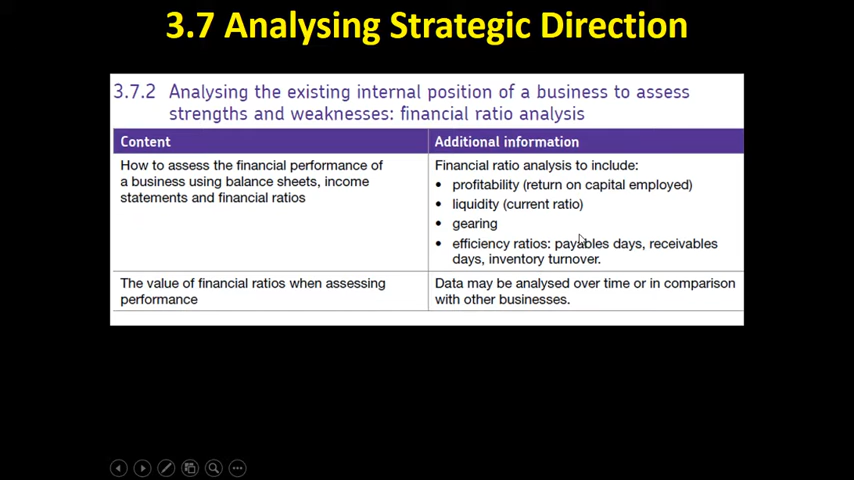 3.7 Analysing Strategic Direction
3.7.2 Analysing the existing internal position of a business to assess
strengths and weaknesses: financial ratio analysis
Content
Additional information
How to assess the financial performance of
a business using balance sheets, income
statements and financial ratios
Financial ratio analysis to include:
• profitability (return on capital employed)
• liquidity (current ratio)
• gearing
• efficiency ratios: payables days, receivables
days, inventory turnover.
The value of financial ratios when assessing
performance
Data may be analysed over time or in comparison
with other businesses.